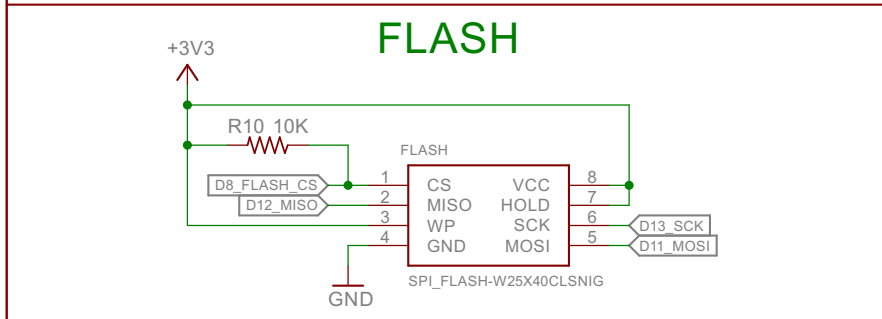 FLASH
+3V3
R10 10K
FLASH
D8_FLASH_CS 1 CS VCC 8
D12_MISO 2 MISO HOLD 7
3 WP SCK 6 D13_SCK
4 GND MOSI 5 D11_MOSI
SPI_FLASH-W25X40CLSNIG
GND